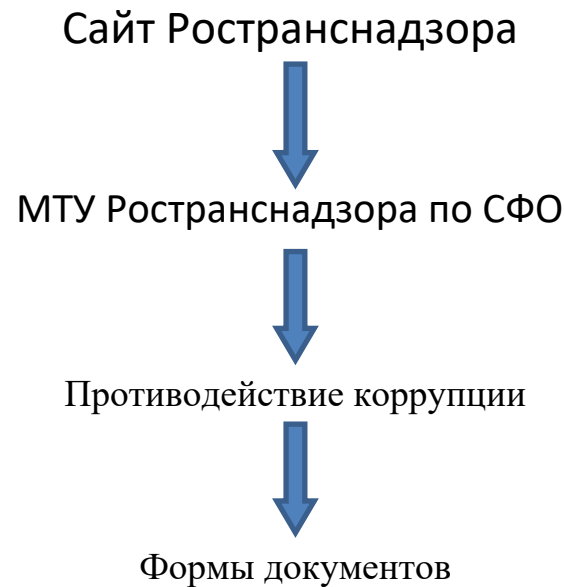 Сайт Ространснадзора
МТУ Ространснадзора по СФО
Противодействие коррупции
Формы документов